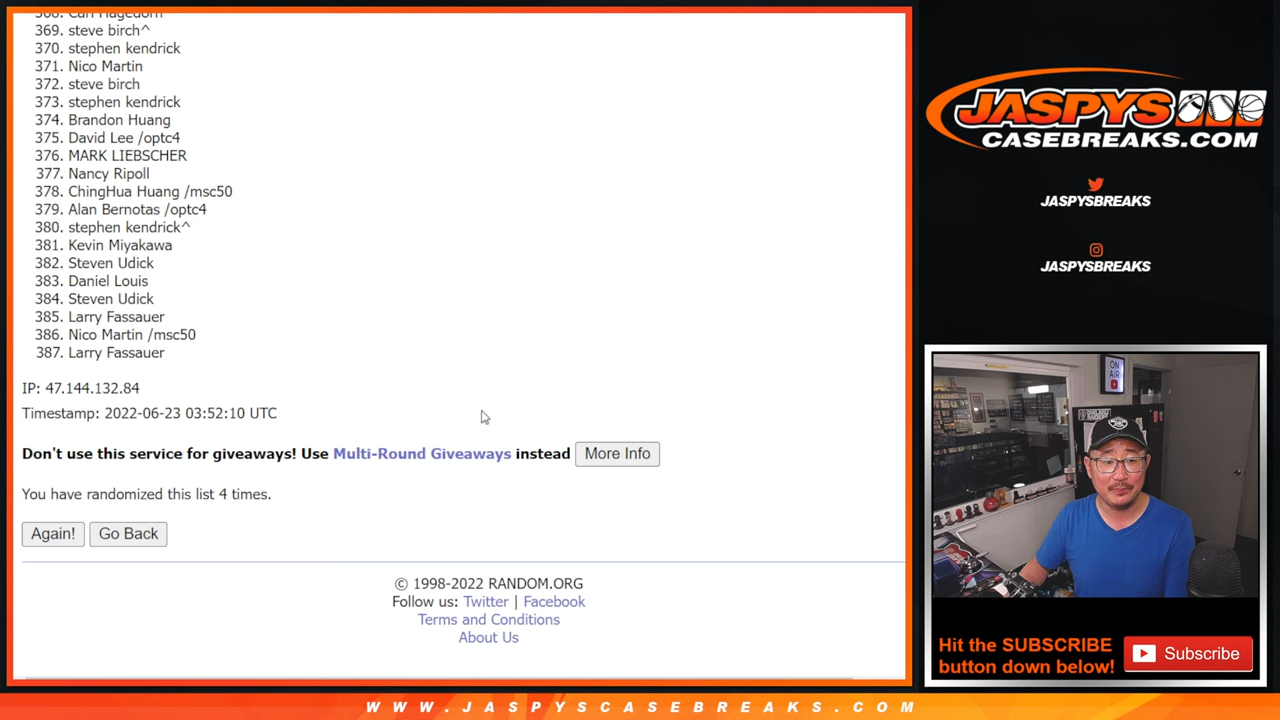 368. Carl Hagedorn
369. steve birch^
370. stephen kendrick
371. Nico Martin
372. steve birch
373. stephen kendrick
374. Brandon Huang
375. David Lee /optc4
376. MARK LIEBSCHER
377. Nancy Ripoll
378. ChingHua Huang /msc50
379. Alan Bernotas /optc4
380. stephen kendrick^
381. Kevin Miyakawa
382. Steven Udick
383. Daniel Louis
384. Steven Udick
385. Larry Fassauer
386. Nico Martin /msc50
387. Larry Fassauer
IP: 47.144.132.84
Timestamp: 2022-06-23 03:52:10 UTC
Don't use this service for giveaways! Use Multi-Round Giveaways instead More Info
You have randomized this list 4 times.
Again! Go Back
© 1998-2022 RANDOM.ORG
Follow us: Twitter | Facebook
Terms and Conditions
About Us
JASPYS
CASEBREAKS.COM
JASPYSBREAKS
JASPYSBREAKS
ON
AIR
Hit the SUBSCRIBE
button down below!
Subscribe
WWW.JASPYSCASEBREAKS.COM